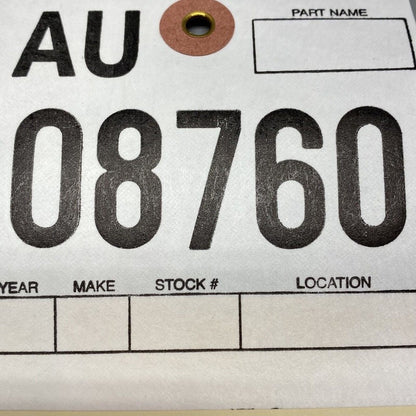 AU
PART NAME
08760
YEAR MAKE STOCK # LOCATION